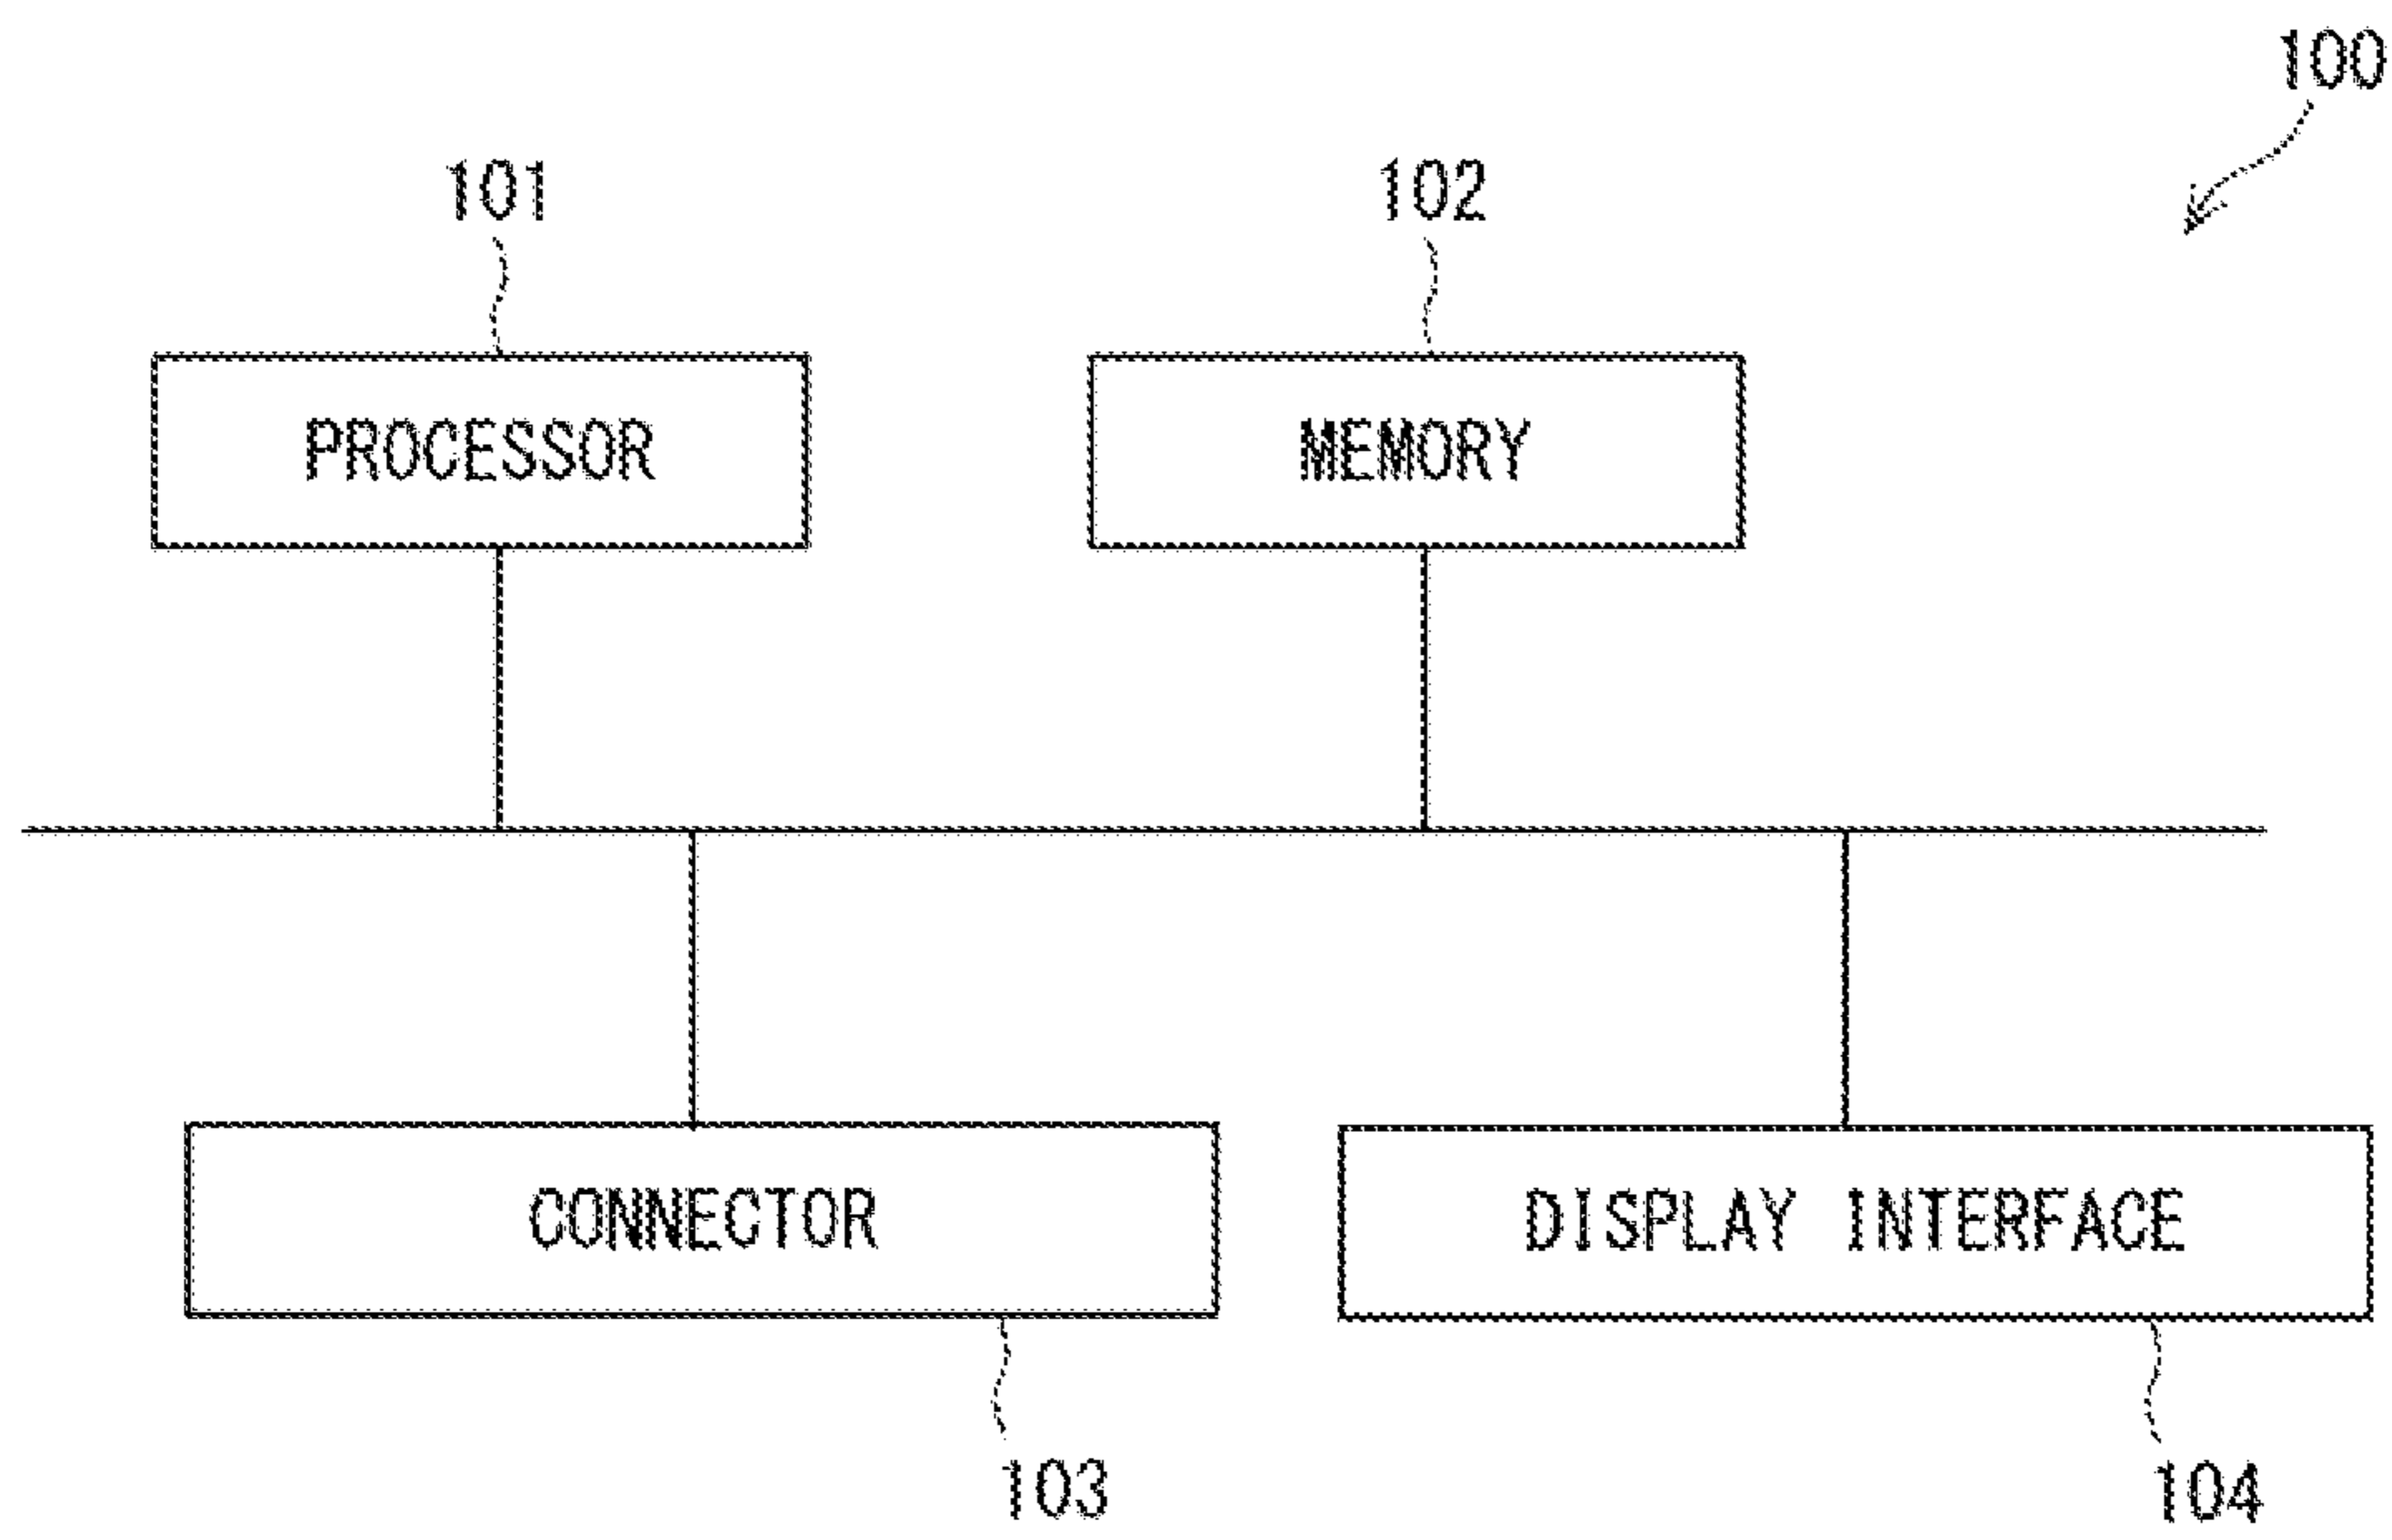 100
101
102
PROCESSOR
MEMORY
CONNECTOR
DISPLAY INTERFACE
103
104